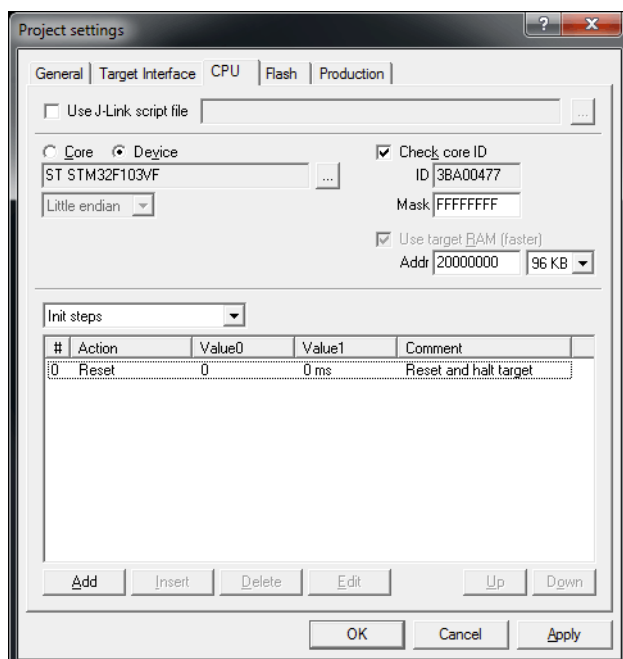 Project settings
General Target Interface CPU Flash Production
Use J-Link script file ...
Core Device
ST STM32F103VF ...
Little endian
Check core ID
ID 3BA00477
Mask FFFFFFFF
Use target RAM (faster)
Addr 20000000 96 KB
Init steps
# Action Value0 Value1 Comment
0 Reset 0 0 ms Reset and halt target
Add Insert Delete Edit Up Down
OK Cancel Apply